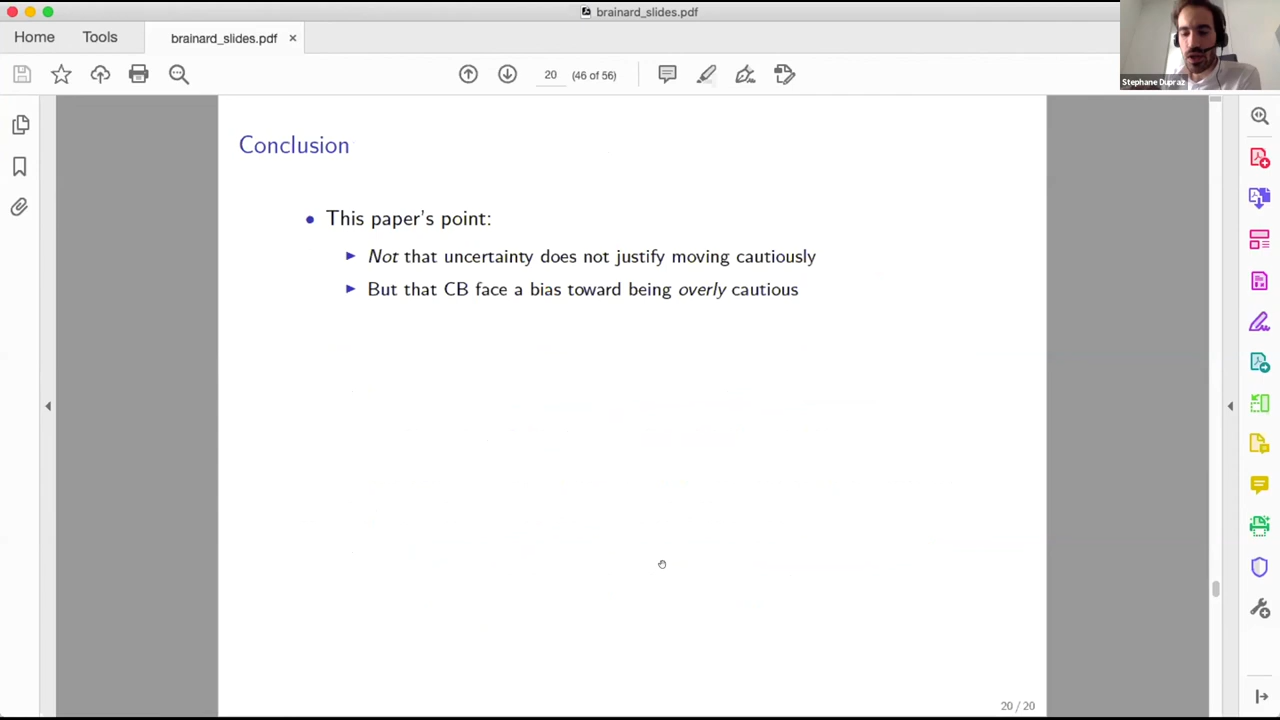 brainard_slides.pdf
Home
Tools
brainard_slides.pdf
20
(46 of 56)
Stephane Dupraz
Conclusion
This paper's point:
Not that uncertainty does not justify moving cautiously
But that CB face a bias toward being overly cautious
20 / 20